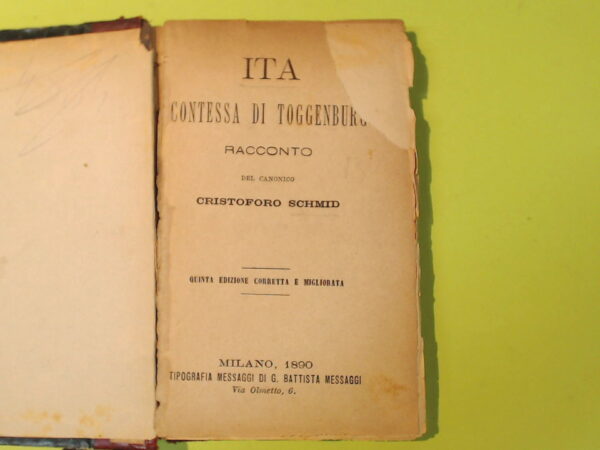 ITA
CONTESSA DI TOGGENBURG
RACCONTO
DEL CANONICO
CRISTOFORO SCHMID
QUINTA EDIZIONE CORRETTA E MIGLIORATA
MILANO, 1890
TIPOGRAFIA MESSAGGI DI G. BATTISTA MESSAGGI
Via Olmetto, 6.